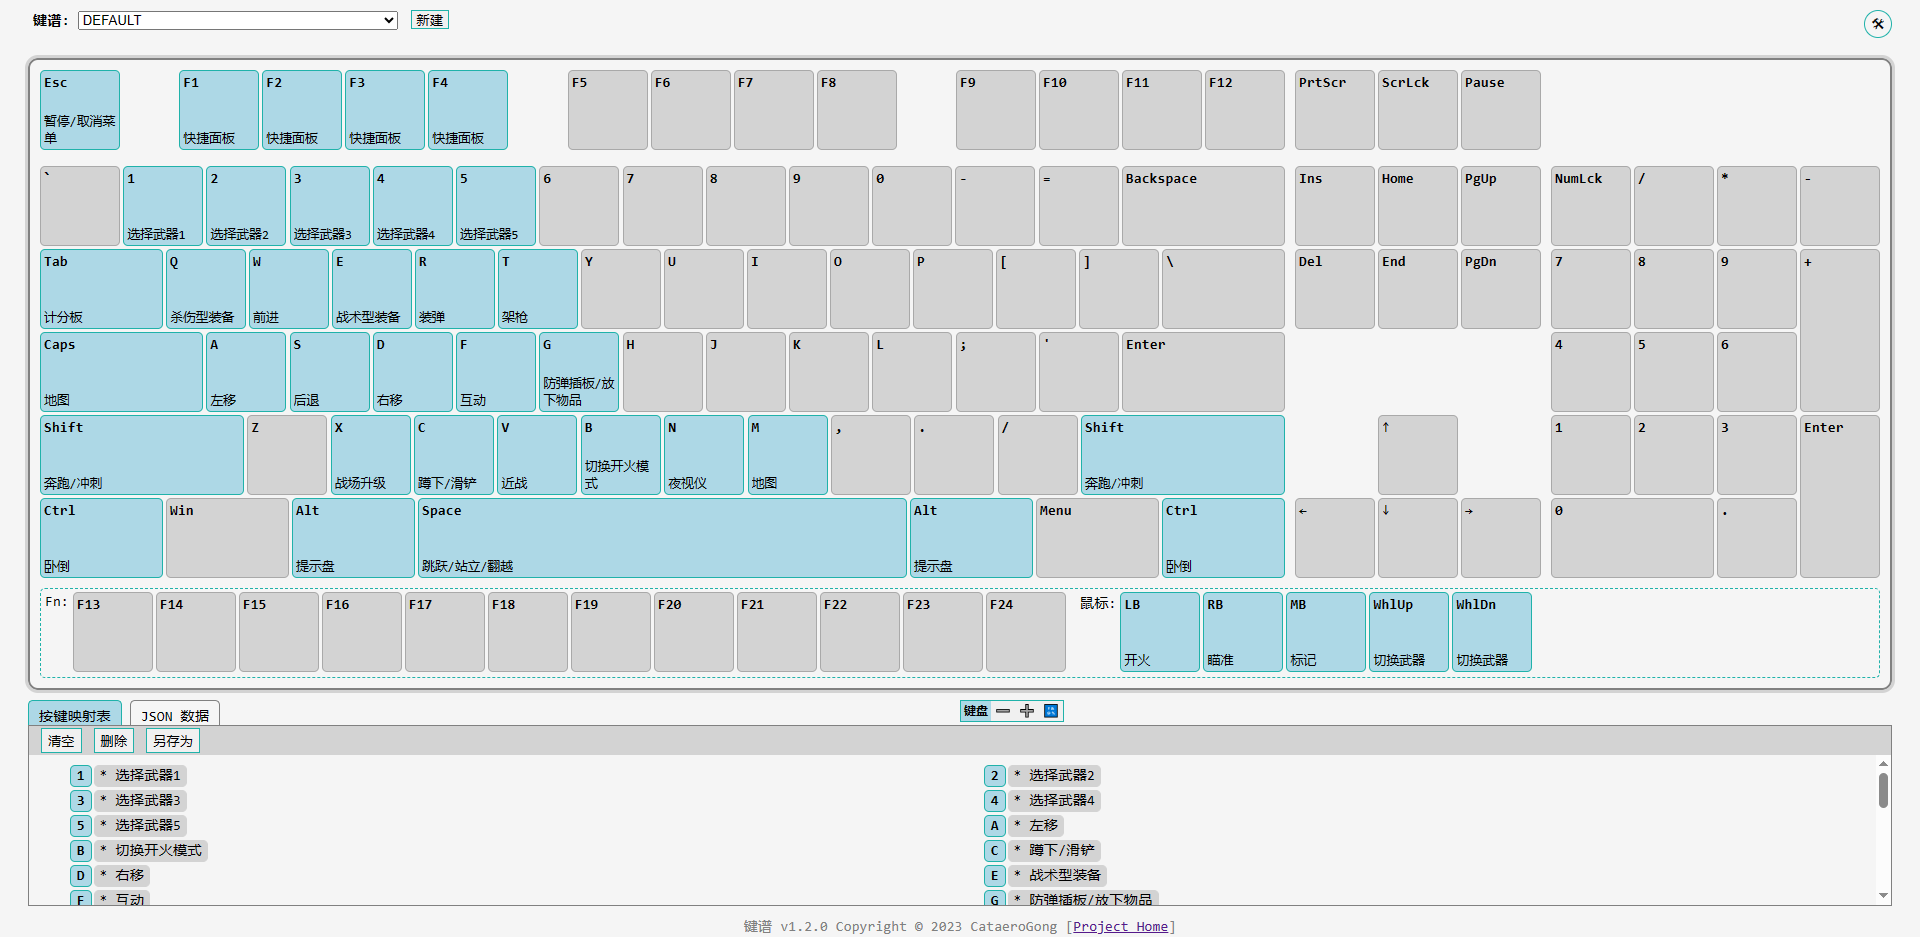 键谱: DEFAULT 新建
Esc F1 F2 F3 F4 F5 F6 F7 F8 F9 F10 F11 F12 PrtScr ScrLck Pause
暂停/取消菜单 快捷面板 快捷面板 快捷面板 快捷面板
` 1 2 3 4 5 6 7 8 9 0 - = Backspace Ins Home PgUp NumLck / * -
选择武器1 选择武器2 选择武器3 选择武器4 选择武器5
Tab Q W E R T Y U I O P [ ] \ Del End PgDn 7 8 9 +
计分板 杀伤型装备 前进 战术型装备 装弹 架枪
Caps A S D F G H J K L ; ' Enter 4 5 6
地图 左移 后退 右移 互动 防弹插板/放下物品
Shift Z X C V B N M , . / Shift ↑ 1 2 3 Enter
奔跑/冲刺 战场升级 蹲下/滑铲 近战 切换开火模式 夜视仪 地图 奔跑/冲刺
Ctrl Win Alt Space Alt Menu Ctrl ← ↓ → 0 .
卧倒 提示盘 跳跃/站立/翻越 提示盘 卧倒
Fn: F13 F14 F15 F16 F17 F18 F19 F20 F21 F22 F23 F24 鼠标: LB RB MB WhlUp WhlDn
开火 瞄准 标记 切换武器 切换武器
按键映射表 JSON 数据 键盘
清空 删除 另存为
1 * 选择武器1 2 * 选择武器2
3 * 选择武器3 4 * 选择武器4
5 * 选择武器5 A * 左移
B * 切换开火模式 C * 蹲下/滑铲
D * 右移 E * 战术型装备
F * 互动 G * 防弹插板/放下物品
键谱 v1.2.0 Copyright © 2023 CataeroGong [Project Home]